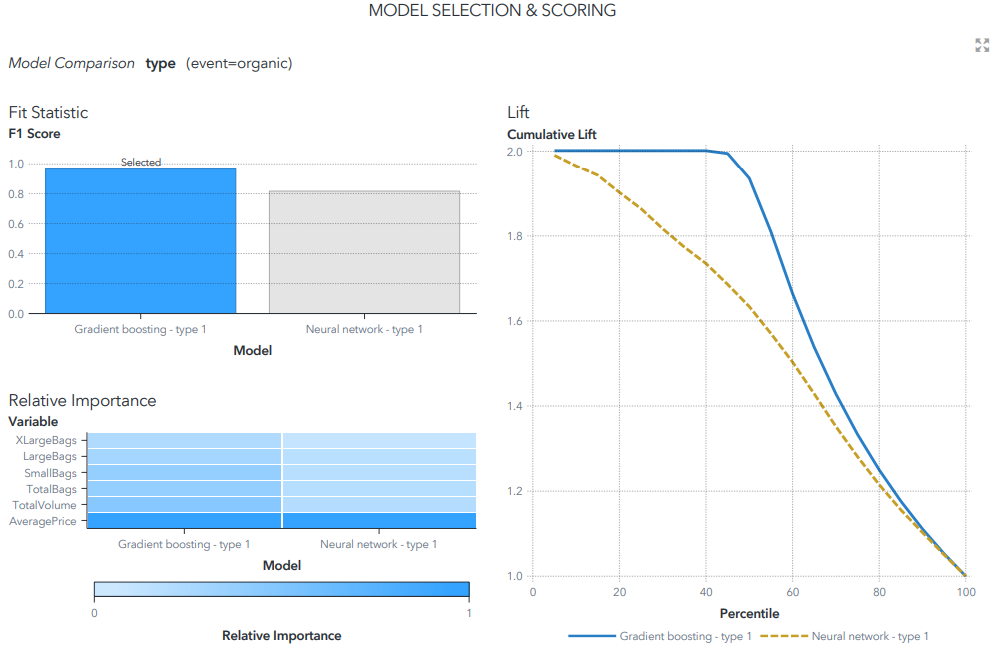 MODEL SELECTION & SCORING
Model Comparison type (event=organic)
Fit Statistic
F1 Score
1.0
0.8
0.6
0.4
0.2
0.0
Selected
Gradient boosting - type 1
Neural network - type 1
Model
Relative Importance
Variable
XLargeBags
LargeBags
SmallBags
TotalBags
TotalVolume
AveragePrice
Gradient boosting - type 1
Neural network - type 1
Model
0
1
Relative Importance
Lift
Cumulative Lift
2.0
1.8
1.6
1.4
1.2
1.0
0
20
40
60
80
100
Percentile
Gradient boosting - type 1
Neural network - type 1